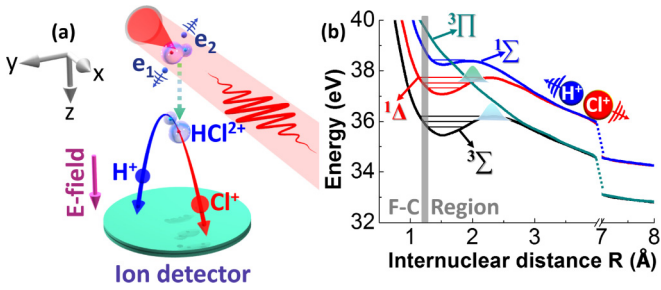 (a)
e₁
e₂
y
x
z
HCl²⁺
H⁺
Cl⁺
E-field
Ion detector
(b)
40
38
36
34
32
Energy (eV)
³Π
¹Σ
¹Δ
³Σ
H⁺
Cl⁺
F-C Region
1
2
3
7
8
Internuclear distance R (Å)